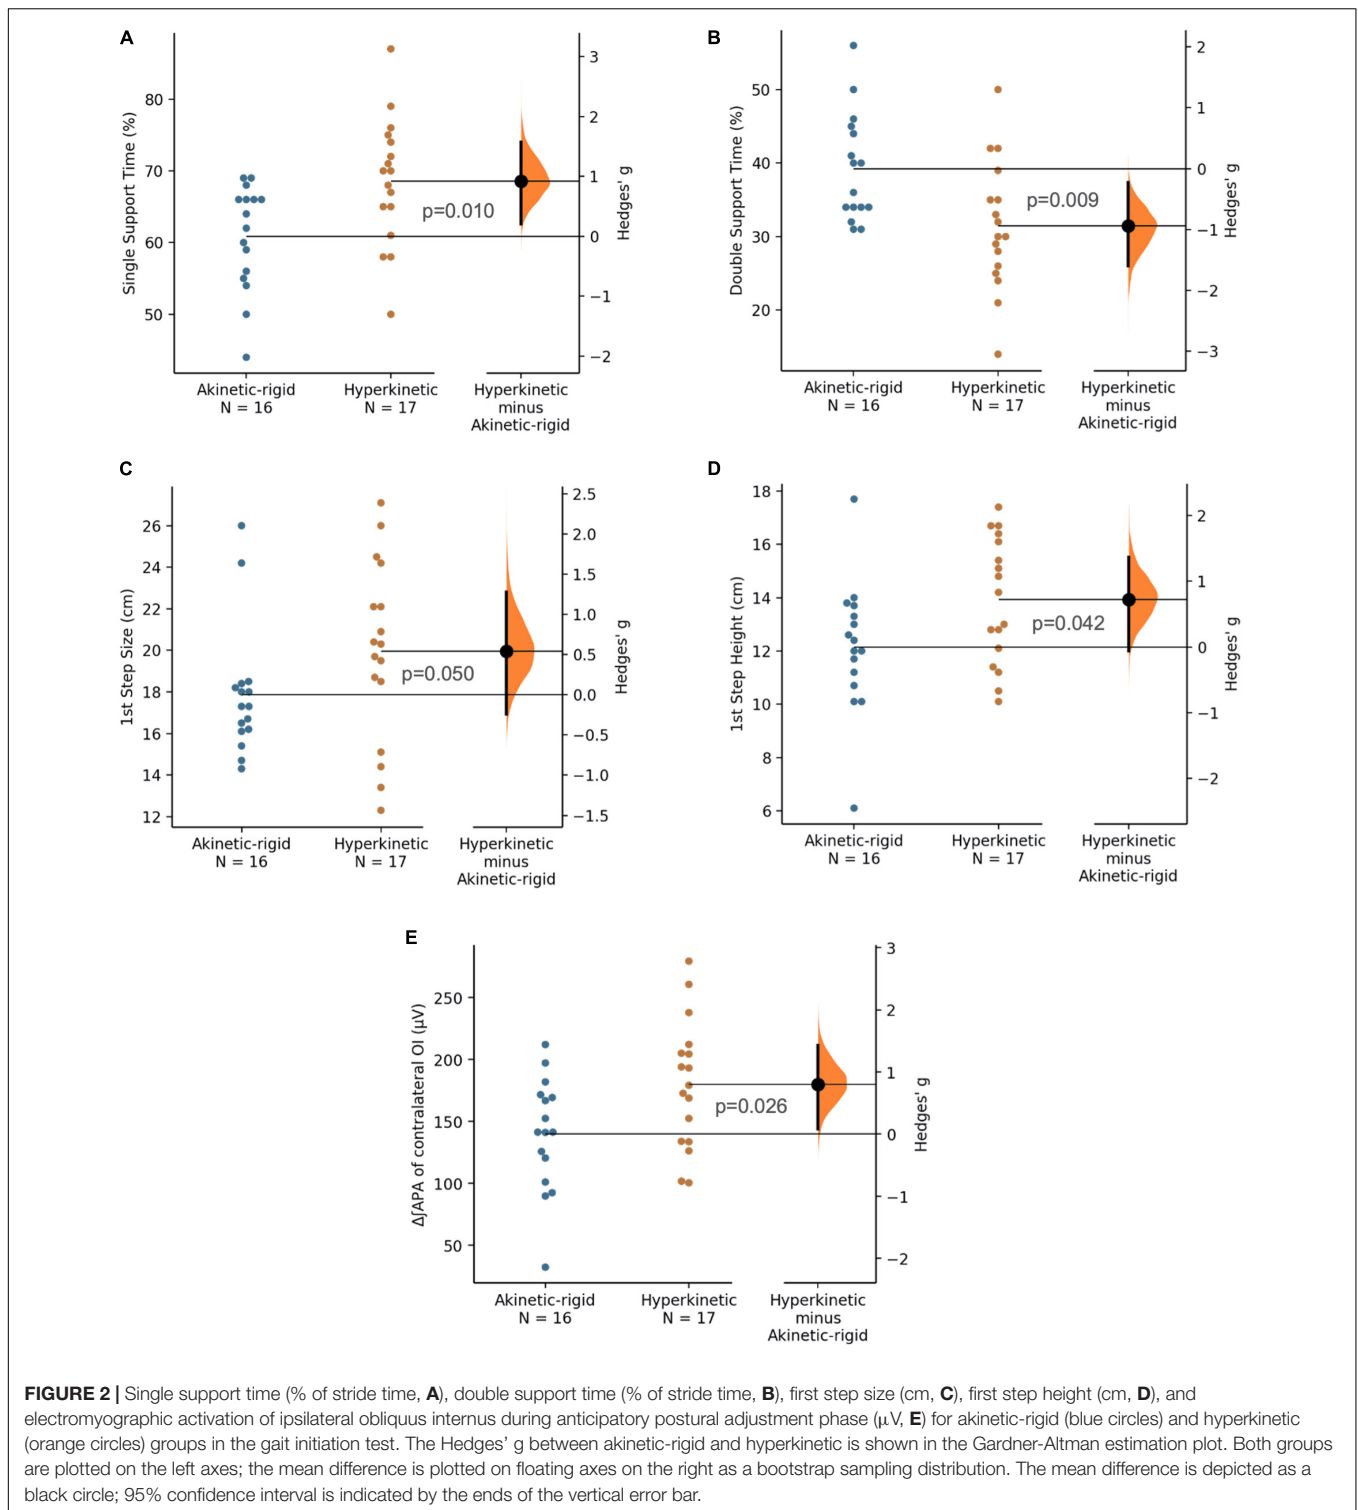 A
Single Support Time (%)
80
70
60
50
3
2
1
0
−1
−2
Hedges' g
p=0.010
Akinetic-rigid
N = 16
Hyperkinetic
N = 17
Hyperkinetic
minus
Akinetic-rigid
B
Double Support Time (%)
50
40
30
20
2
1
0
−1
−2
−3
Hedges' g
p=0.009
Akinetic-rigid
N = 16
Hyperkinetic
N = 17
Hyperkinetic
minus
Akinetic-rigid
C
1st Step Size (cm)
26
24
22
20
18
16
14
12
2.5
2.0
1.5
1.0
0.5
0.0
−0.5
−1.0
−1.5
Hedges' g
p=0.050
Akinetic-rigid
N = 16
Hyperkinetic
N = 17
Hyperkinetic
minus
Akinetic-rigid
D
1st Step Height (cm)
18
16
14
12
10
8
6
2
1
0
−1
−2
Hedges' g
p=0.042
Akinetic-rigid
N = 16
Hyperkinetic
N = 17
Hyperkinetic
minus
Akinetic-rigid
E
Δ∫APA of contralateral OI (μV)
250
200
150
100
50
3
2
1
0
−1
−2
Hedges' g
p=0.026
Akinetic-rigid
N = 16
Hyperkinetic
N = 17
Hyperkinetic
minus
Akinetic-rigid
FIGURE 2 | Single support time (% of stride time, A), double support time (% of stride time, B), first step size (cm, C), first step height (cm, D), and
electromyographic activation of ipsilateral obliquus internus during anticipatory postural adjustment phase (μV, E) for akinetic-rigid (blue circles) and hyperkinetic
(orange circles) groups in the gait initiation test. The Hedges' g between akinetic-rigid and hyperkinetic is shown in the Gardner-Altman estimation plot. Both groups
are plotted on the left axes; the mean difference is plotted on floating axes on the right as a bootstrap sampling distribution. The mean difference is depicted as a
black circle; 95% confidence interval is indicated by the ends of the vertical error bar.